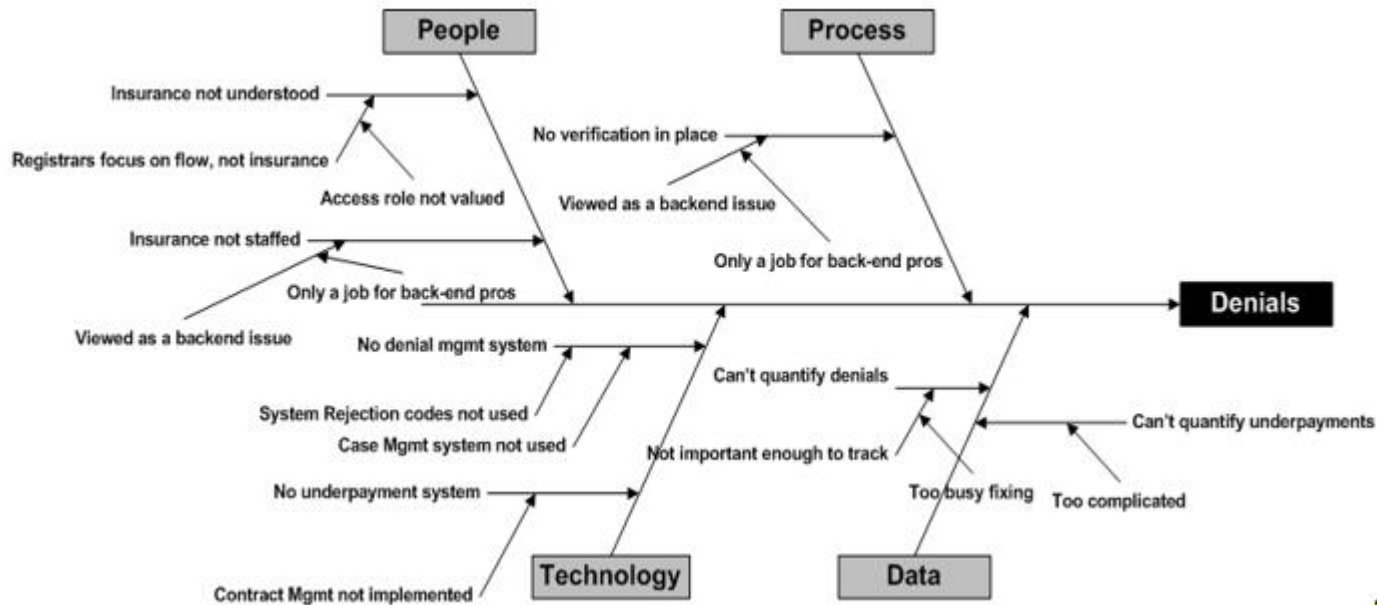 People
Process
Insurance not understood
Registrars focus on flow, not insurance
Access role not valued
No verification in place
Viewed as a backend issue
Only a job for back-end pros
Insurance not staffed
Only a job for back-end pros
Viewed as a backend issue
Denials
No denial mgmt system
System Rejection codes not used
Case Mgmt system not used
No underpayment system
Contract Mgmt not implemented
Can't quantify denials
Can't quantify underpayments
Not important enough to track
Too busy fixing
Too complicated
Technology
Data